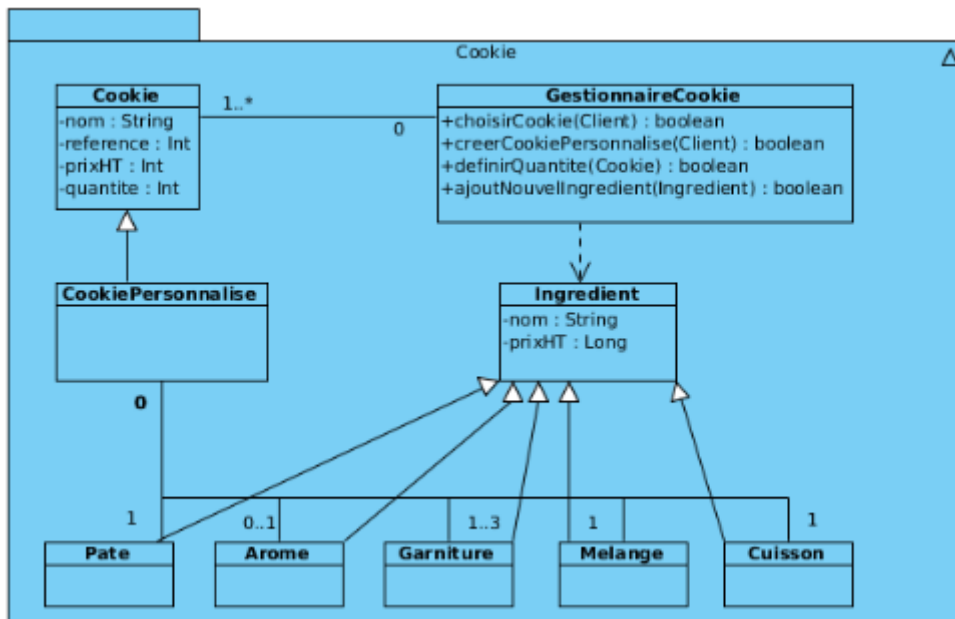 Cookie
Cookie
-nom : String
-reference : Int
-prixHT : Int
-quantite : Int
1..*
0
GestionnaireCookie
+choisirCookie(Client) : boolean
+creerCookiePersonnalise(Client) : boolean
+definirQuantite(Cookie) : boolean
+ajoutNouvelIngredient(Ingredient) : boolean
CookiePersonnalise
Ingredient
-nom : String
-prixHT : Long
0
1
0..1
1..3
1
1
Pate
Arome
Garniture
Melange
Cuisson